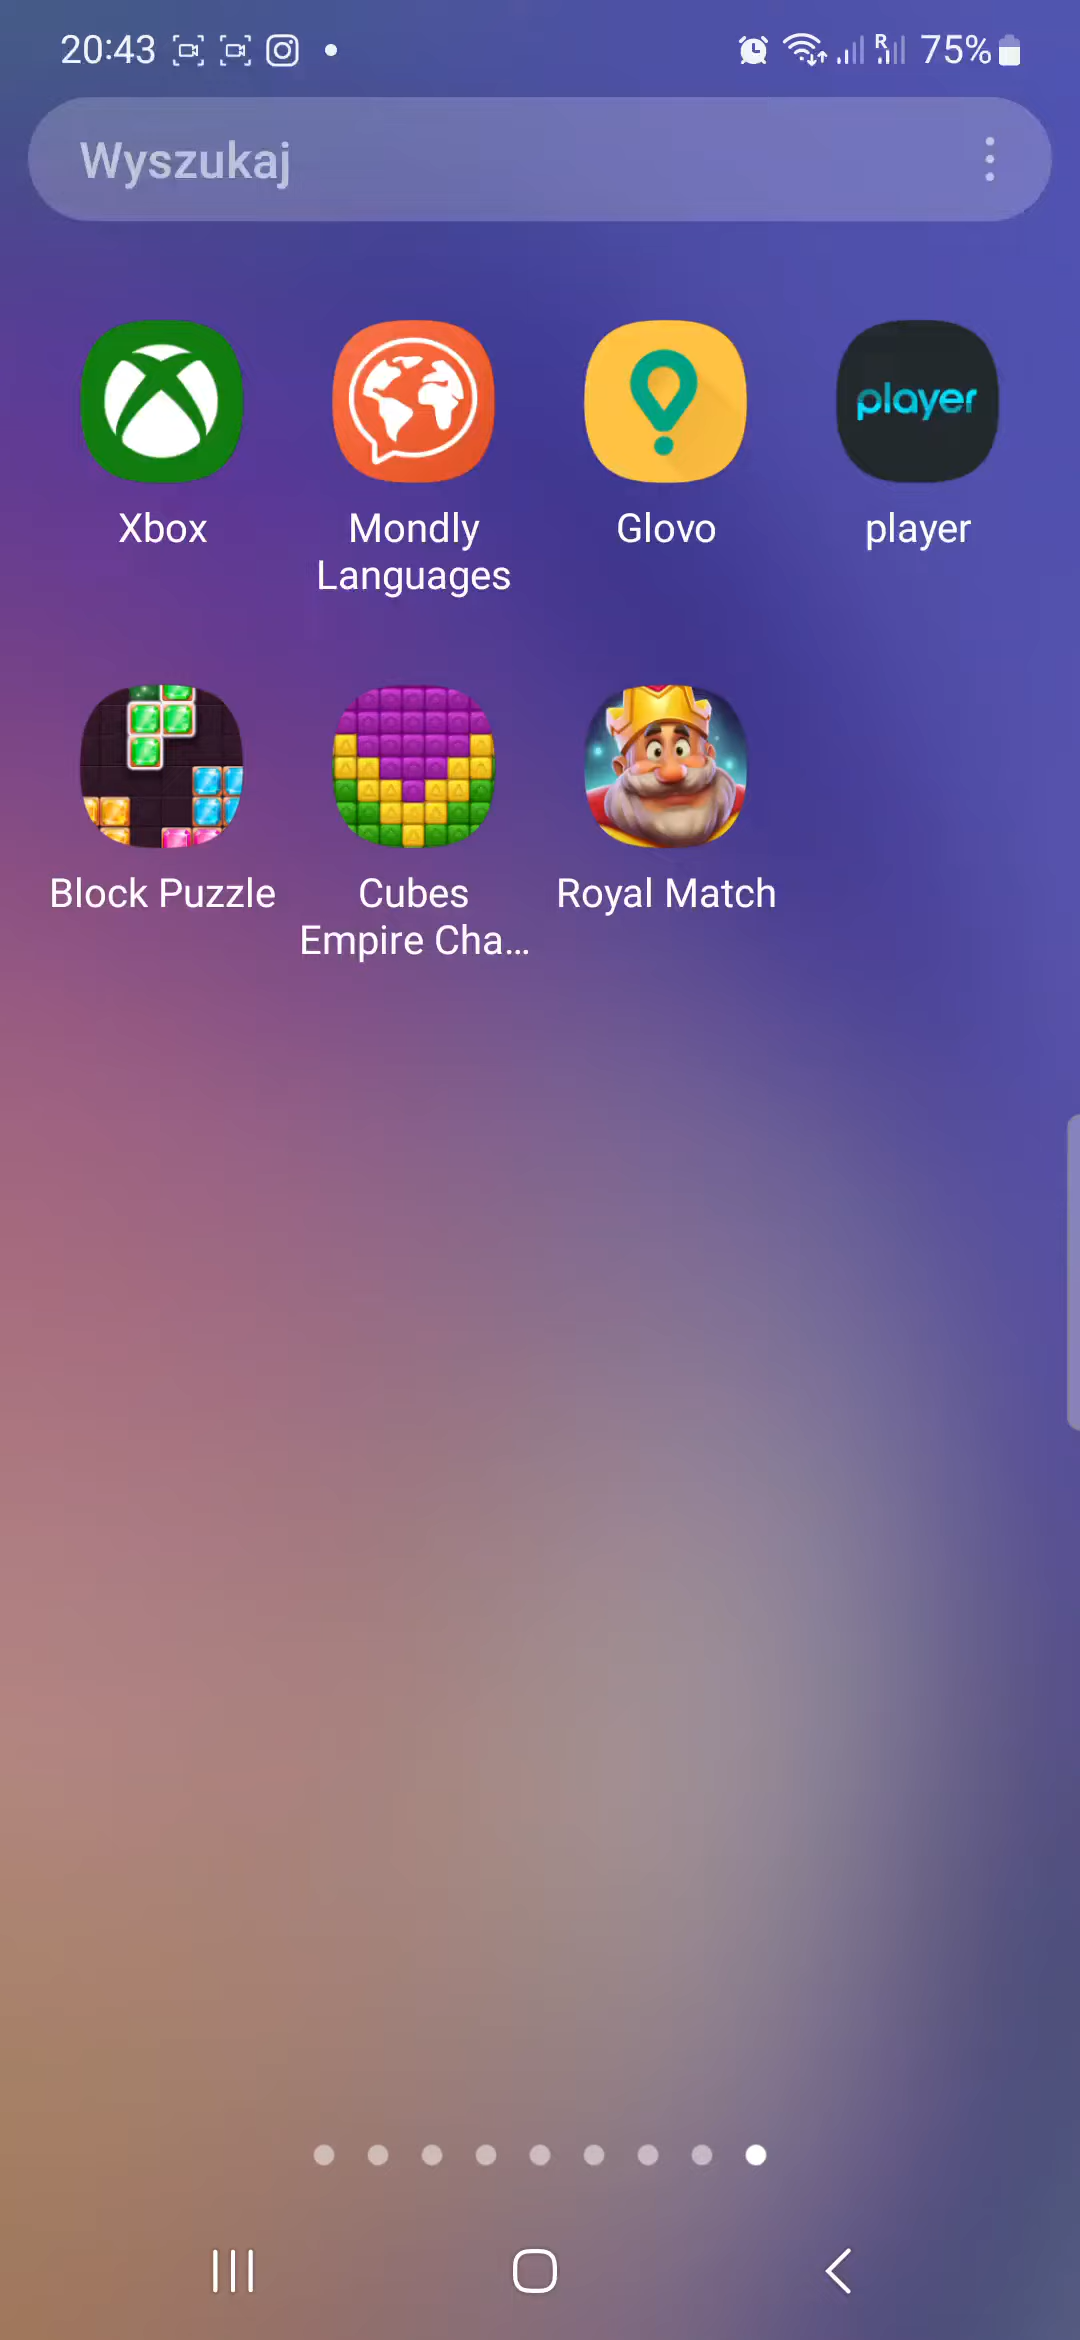 20:43
R
75%
Wyszukaj
player
Xbox
Mondly
Languages
Glovo
player
Block Puzzle
Cubes
Empire Cha...
Royal Match